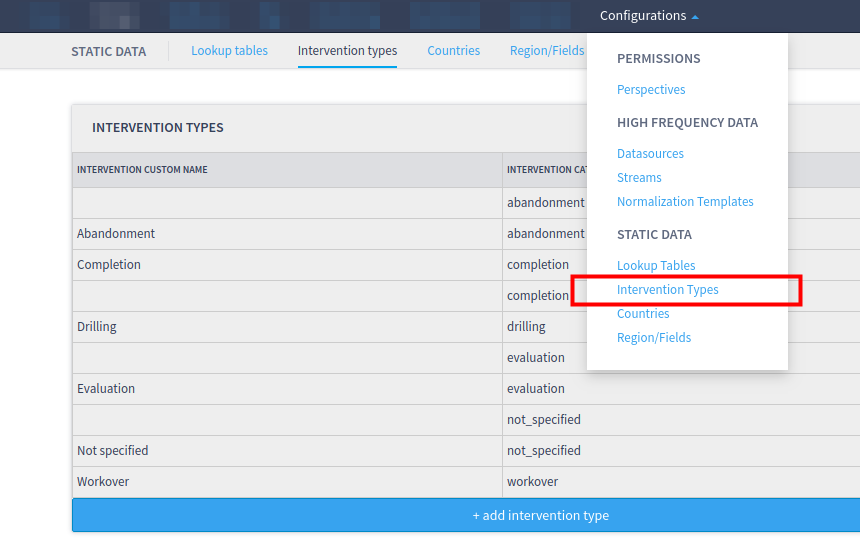 Configurations
STATIC DATA Lookup tables Intervention types Countries Region/Fields
PERMISSIONS
Perspectives
HIGH FREQUENCY DATA
Datasources
Streams
Normalization Templates
STATIC DATA
Lookup Tables
Intervention Types
Countries
Region/Fields
INTERVENTION TYPES
INTERVENTION CUSTOM NAME INTERVENTION
abandonment
Abandonment abandonment
Completion completion
completion
Drilling drilling
evaluation
Evaluation evaluation
not_specified
Not specified not_specified
Workover workover
+ add intervention type